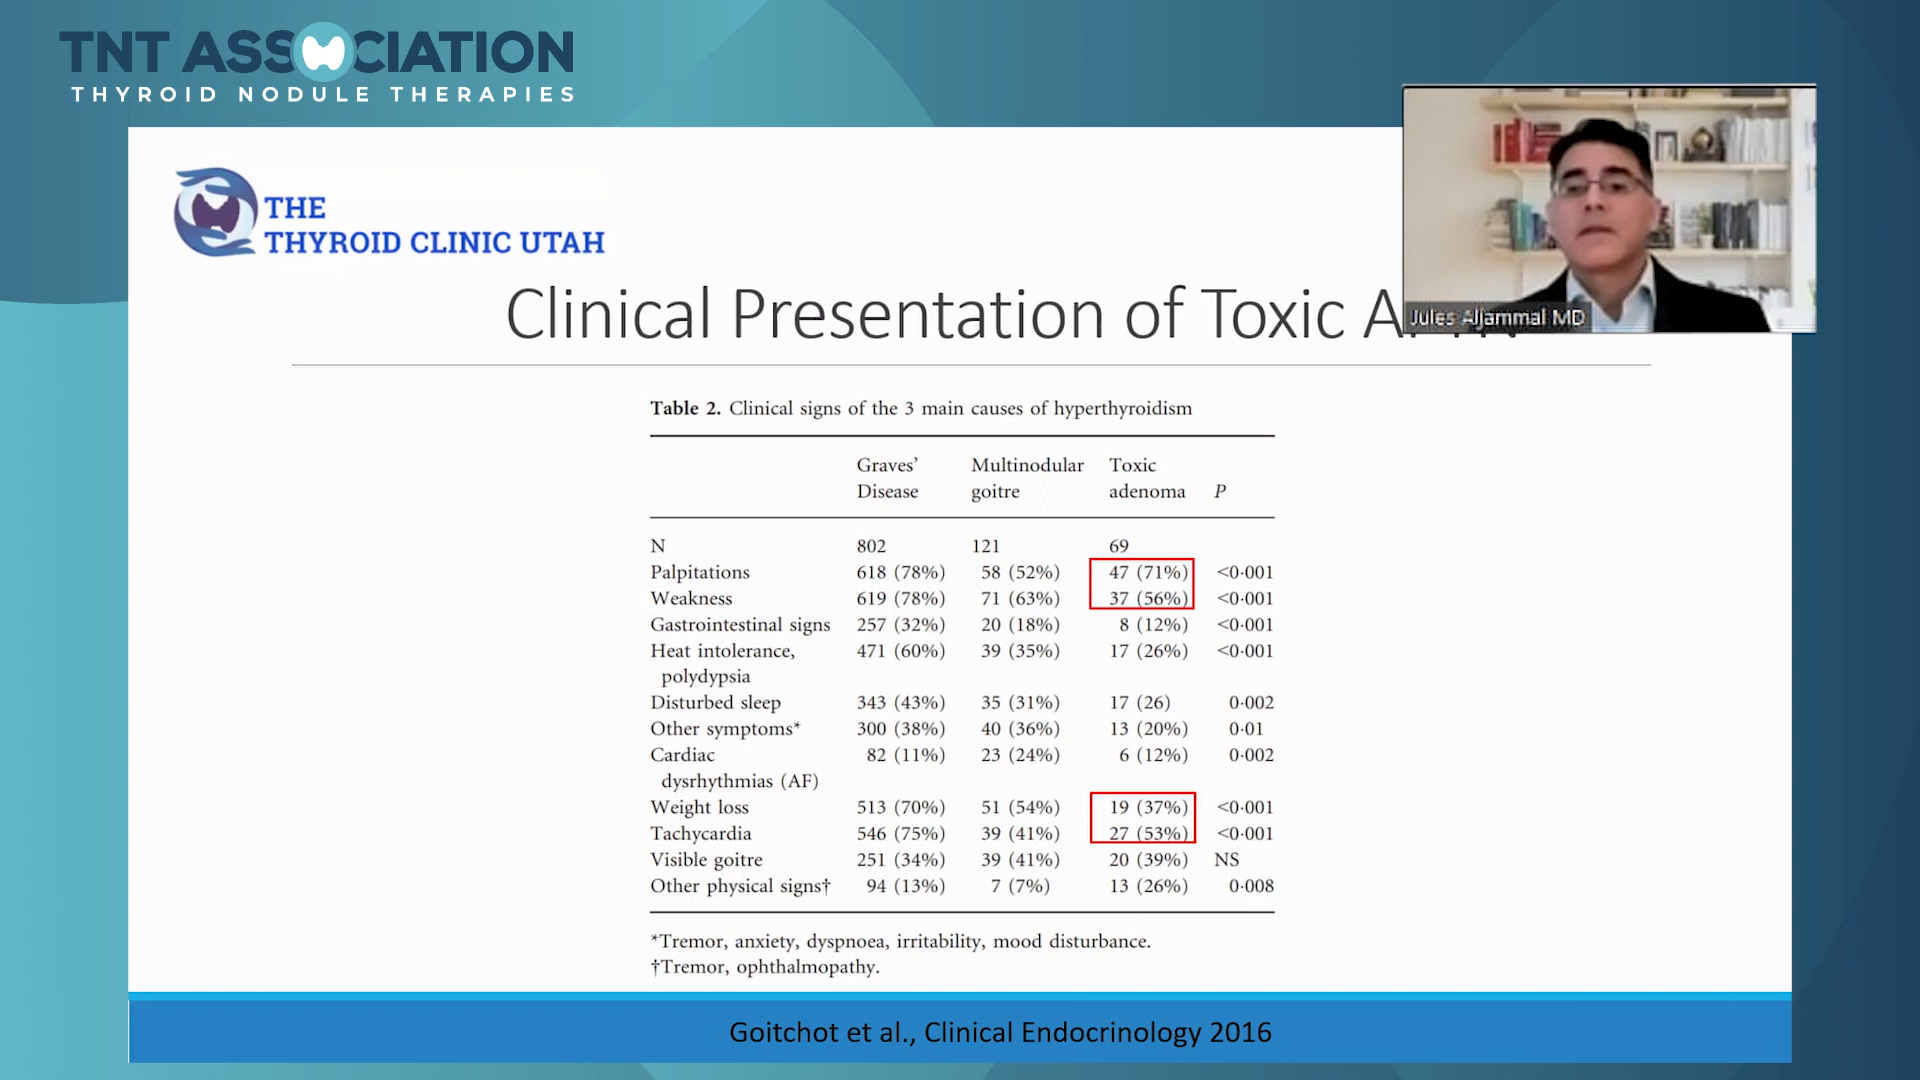 TNT ASSOCIATION
THYROID NODULE THERAPIES
THE
THYROID CLINIC UTAH
Clinical Presentation of Toxic
Jules Aljammal MD
Table 2. Clinical signs of the 3 main causes of hyperthyroidism
Graves’ Multinodular Toxic
Disease goitre adenoma P
N 802 121 69
Palpitations 618 (78%) 58 (52%) 47 (71%) <0·001
Weakness 619 (78%) 71 (63%) 37 (56%) <0·001
Gastrointestinal signs 257 (32%) 20 (18%) 8 (12%) <0·001
Heat intolerance, 471 (60%) 39 (35%) 17 (26%) <0·001
polydypsia
Disturbed sleep 343 (43%) 35 (31%) 17 (26) 0·002
Other symptoms* 300 (38%) 40 (36%) 13 (20%) 0·01
Cardiac 82 (11%) 23 (24%) 6 (12%) 0·002
dysrhythmias (AF)
Weight loss 513 (70%) 51 (54%) 19 (37%) <0·001
Tachycardia 546 (75%) 39 (41%) 27 (53%) <0·001
Visible goitre 251 (34%) 39 (41%) 20 (39%) NS
Other physical signs† 94 (13%) 7 (7%) 13 (26%) 0·008
*Tremor, anxiety, dyspnoea, irritability, mood disturbance.
†Tremor, ophthalmopathy.
Goitchot et al., Clinical Endocrinology 2016